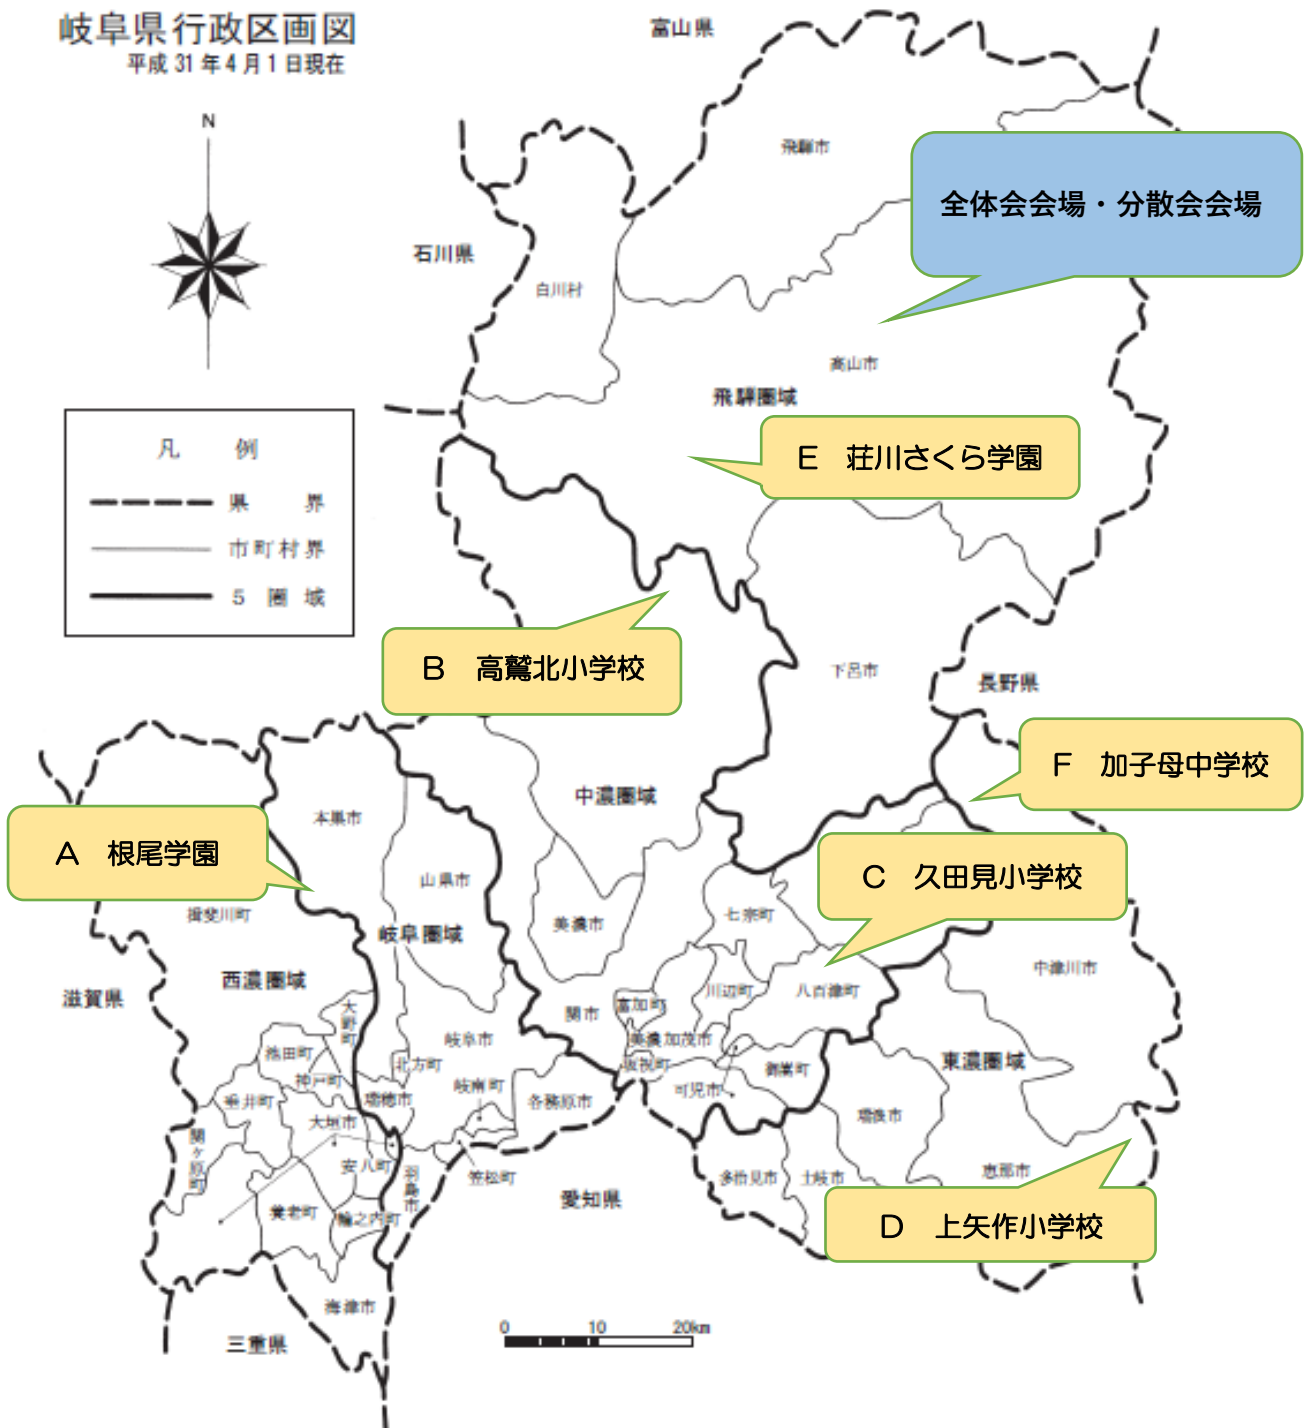 岐阜県行政区画図
平成31年4月1日現在
N
富山県
飛騨市
全体会会場・分散会会場
石川県
白川村
高山市
飛騨圏域
凡 例
県 界
市町村界
5 圏 域
E 荘川さくら学園
B 高鷲北小学校
下呂市
長野県
F 加子母中学校
中濃圏域
本巣市
A 根尾学園
山県市
C 久田見小学校
揖斐川町
美濃市
七宗町
岐阜圏域
西濃圏域
中津川市
滋賀県
大野町
関市
富加町
川辺町
八百津町
岐阜市
美濃加茂市
池田町
北方町
坂祝町
東濃圏域
神戸町
岐南町
御嵩町
垂井町
瑞穂市
各務原市
可児市
大垣市
瑞浪市
関ヶ原町
安八町
羽島市
笠松町
多治見市
土岐市
恵那市
愛知県
養老町
輪之内町
D 上矢作小学校
海津市
三重県
0 10 20km